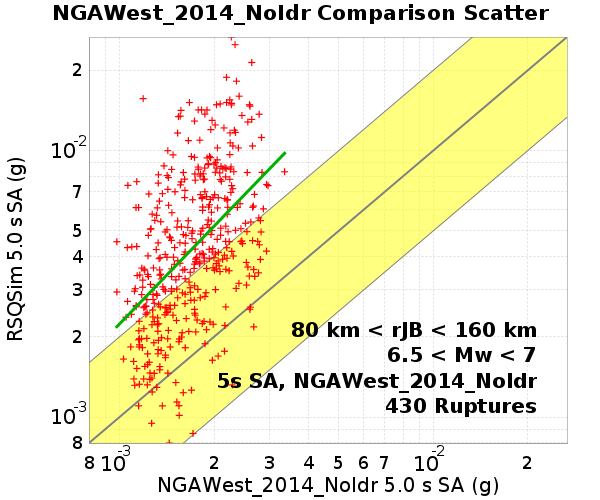 NGAWest_2014_NoIdr Comparison Scatter
RSQSim 5.0 s SA (g)
2
10-2
7
5
4
3
2
10-3
8
80 km < rJB < 160 km
6.5 < Mw < 7
5s SA, NGAWest_2014_NoIdr
430 Ruptures
8 10-3 2 3 4 5 6 7 10-2 2
NGAWest_2014_NoIdr 5.0 s SA (g)